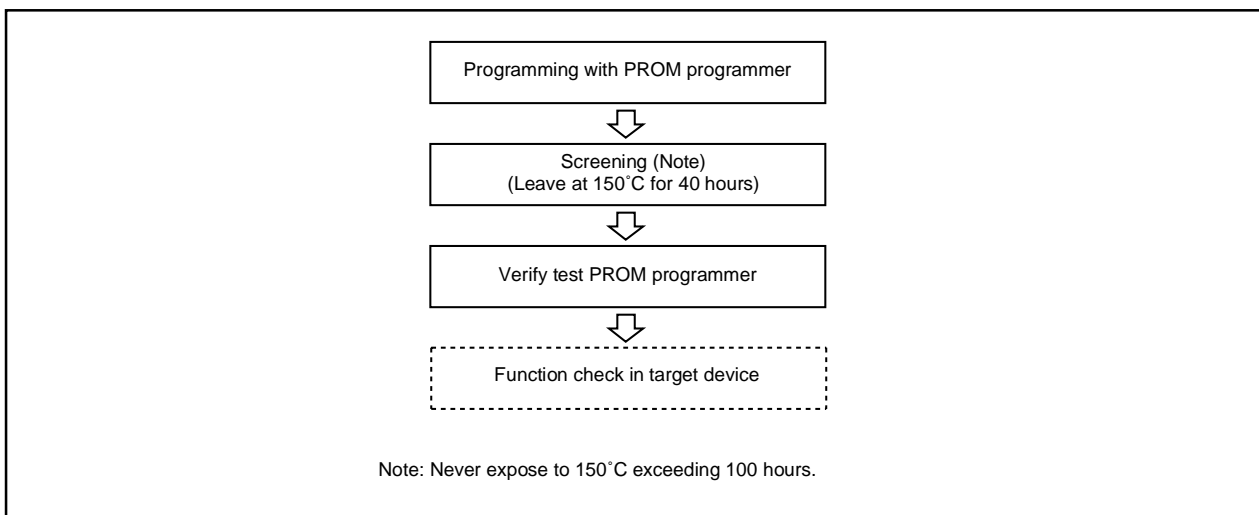 Programming with PROM programmer
Screening (Note)
(Leave at 150˚C for 40 hours)
Verify test PROM programmer
Function check in target device
Note: Never expose to 150˚C exceeding 100 hours.